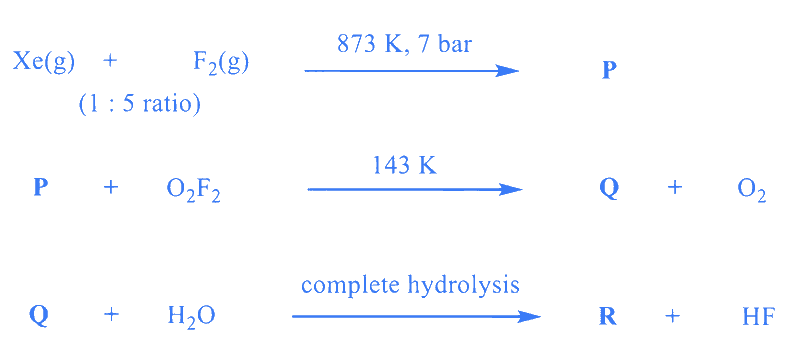 873 K, 7 bar
Xe(g) + F₂(g) P
(1 : 5 ratio)
143 K
P + O₂F₂ Q + O₂
complete hydrolysis
Q + H₂O R + HF